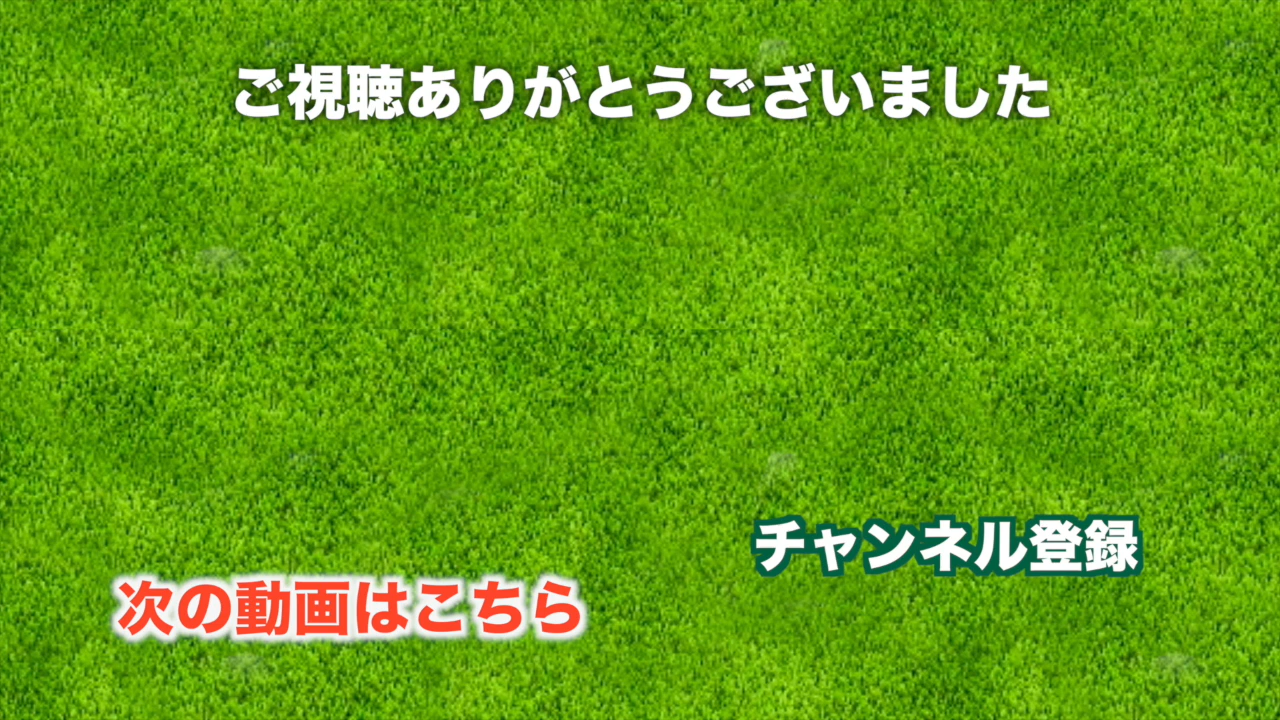 ご視聴ありがとうございました
チャンネル登録
次の動画はこちら